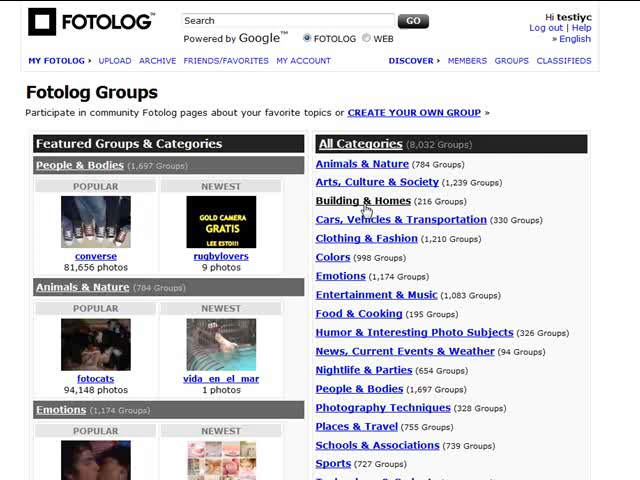 FOTOLOG™
Search
GO
Hi testiyc
Log out | Help
» English
Powered by Google™
FOTOLOG
WEB
MY FOTOLOG › UPLOAD ARCHIVE FRIENDS/FAVORITES MY ACCOUNT
DISCOVER › MEMBERS GROUPS CLASSIFIEDS
Fotolog Groups
Participate in community Fotolog pages about your favorite topics or CREATE YOUR OWN GROUP »
Featured Groups & Categories
People & Bodies (1,697 Groups)
POPULAR
NEWEST
GOLD CAMERA
GRATIS
LEE ESTO!!!
converse
81,656 photos
rugbylovers
9 photos
Animals & Nature (784 Groups)
POPULAR
NEWEST
fotocats
94,148 photos
vida_en_el_mar
1 photos
Emotions (1,174 Groups)
POPULAR
NEWEST
All Categories (8,032 Groups)
Animals & Nature (784 Groups)
Arts, Culture & Society (1,239 Groups)
Building & Homes (216 Groups)
Cars, Vehicles & Transportation (330 Groups)
Clothing & Fashion (1,210 Groups)
Colors (998 Groups)
Emotions (1,174 Groups)
Entertainment & Music (1,083 Groups)
Food & Cooking (195 Groups)
Humor & Interesting Photo Subjects (326 Groups)
News, Current Events & Weather (94 Groups)
Nightlife & Parties (654 Groups)
People & Bodies (1,697 Groups)
Photography Techniques (328 Groups)
Places & Travel (755 Groups)
Schools & Associations (739 Groups)
Sports (727 Groups)